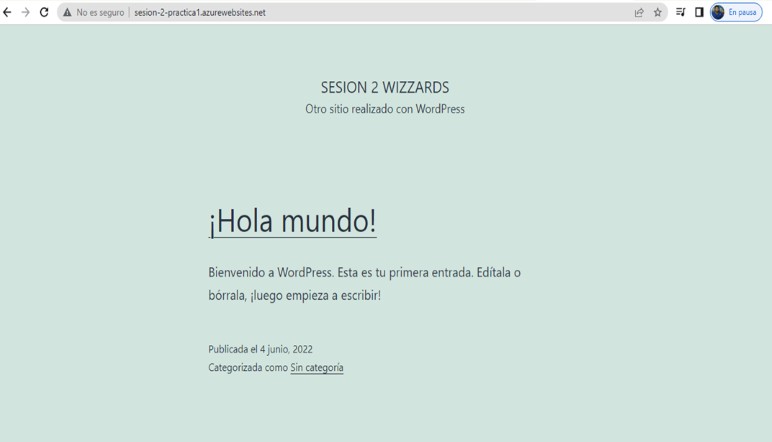 No es seguro | sesion-2-practica1.azurewebsites.net
En pausa
SESION 2 WIZZARDS
Otro sitio realizado con WordPress
¡Hola mundo!
Bienvenido a WordPress. Esta es tu primera entrada. Edítala o
bórrala, ¡luego empieza a escribir!
Publicada el 4 junio, 2022
Categorizada como Sin categoría